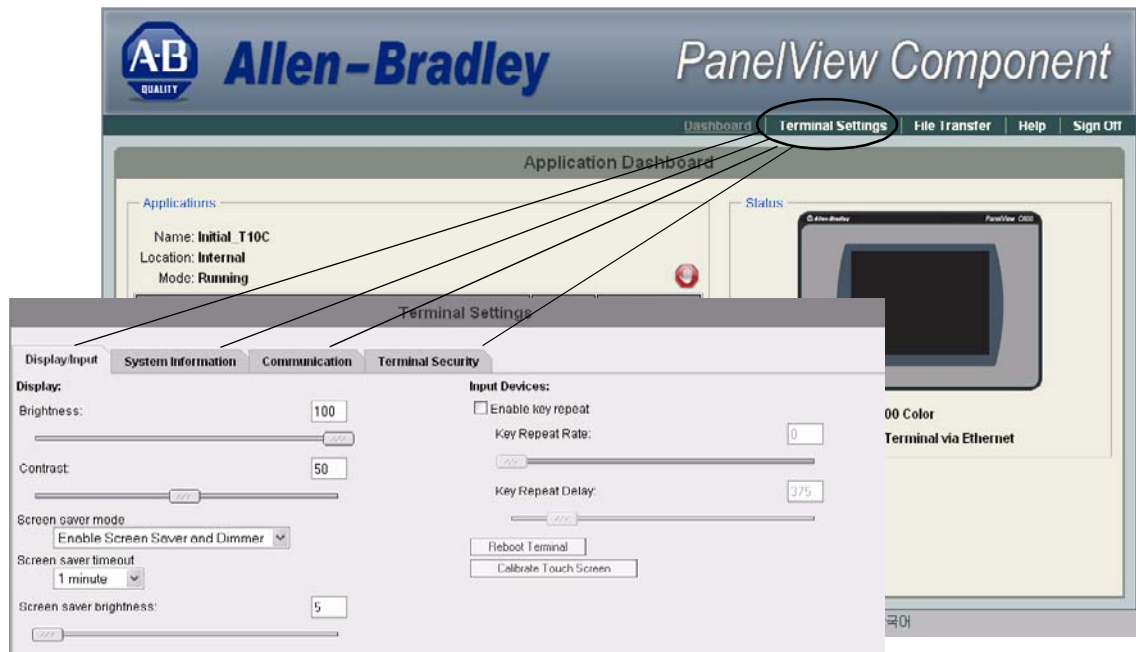 A-B
QUALITY
Allen-Bradley
PanelView Component
Dashboard | Terminal Settings | File Transfer | Help | Sign Off
Application Dashboard
Applications
Name: Initial_T10C
Location: Internal
Mode: Running
Status
Allen-Bradley
PanelView C600
00 Color
Terminal via Ethernet
Terminal Settings
Display/Input
System Information
Communication
Terminal Security
Display:
Brightness:
100
Contrast:
50
Screen saver mode
Enable Screen Saver and Dimmer
Screen saver timeout
1 minute
Screen saver brightness:
5
Input Devices:
Enable key repeat
Key Repeat Rate:
0
Key Repeat Delay:
375
Reboot Terminal
Calibrate Touch Screen
국어